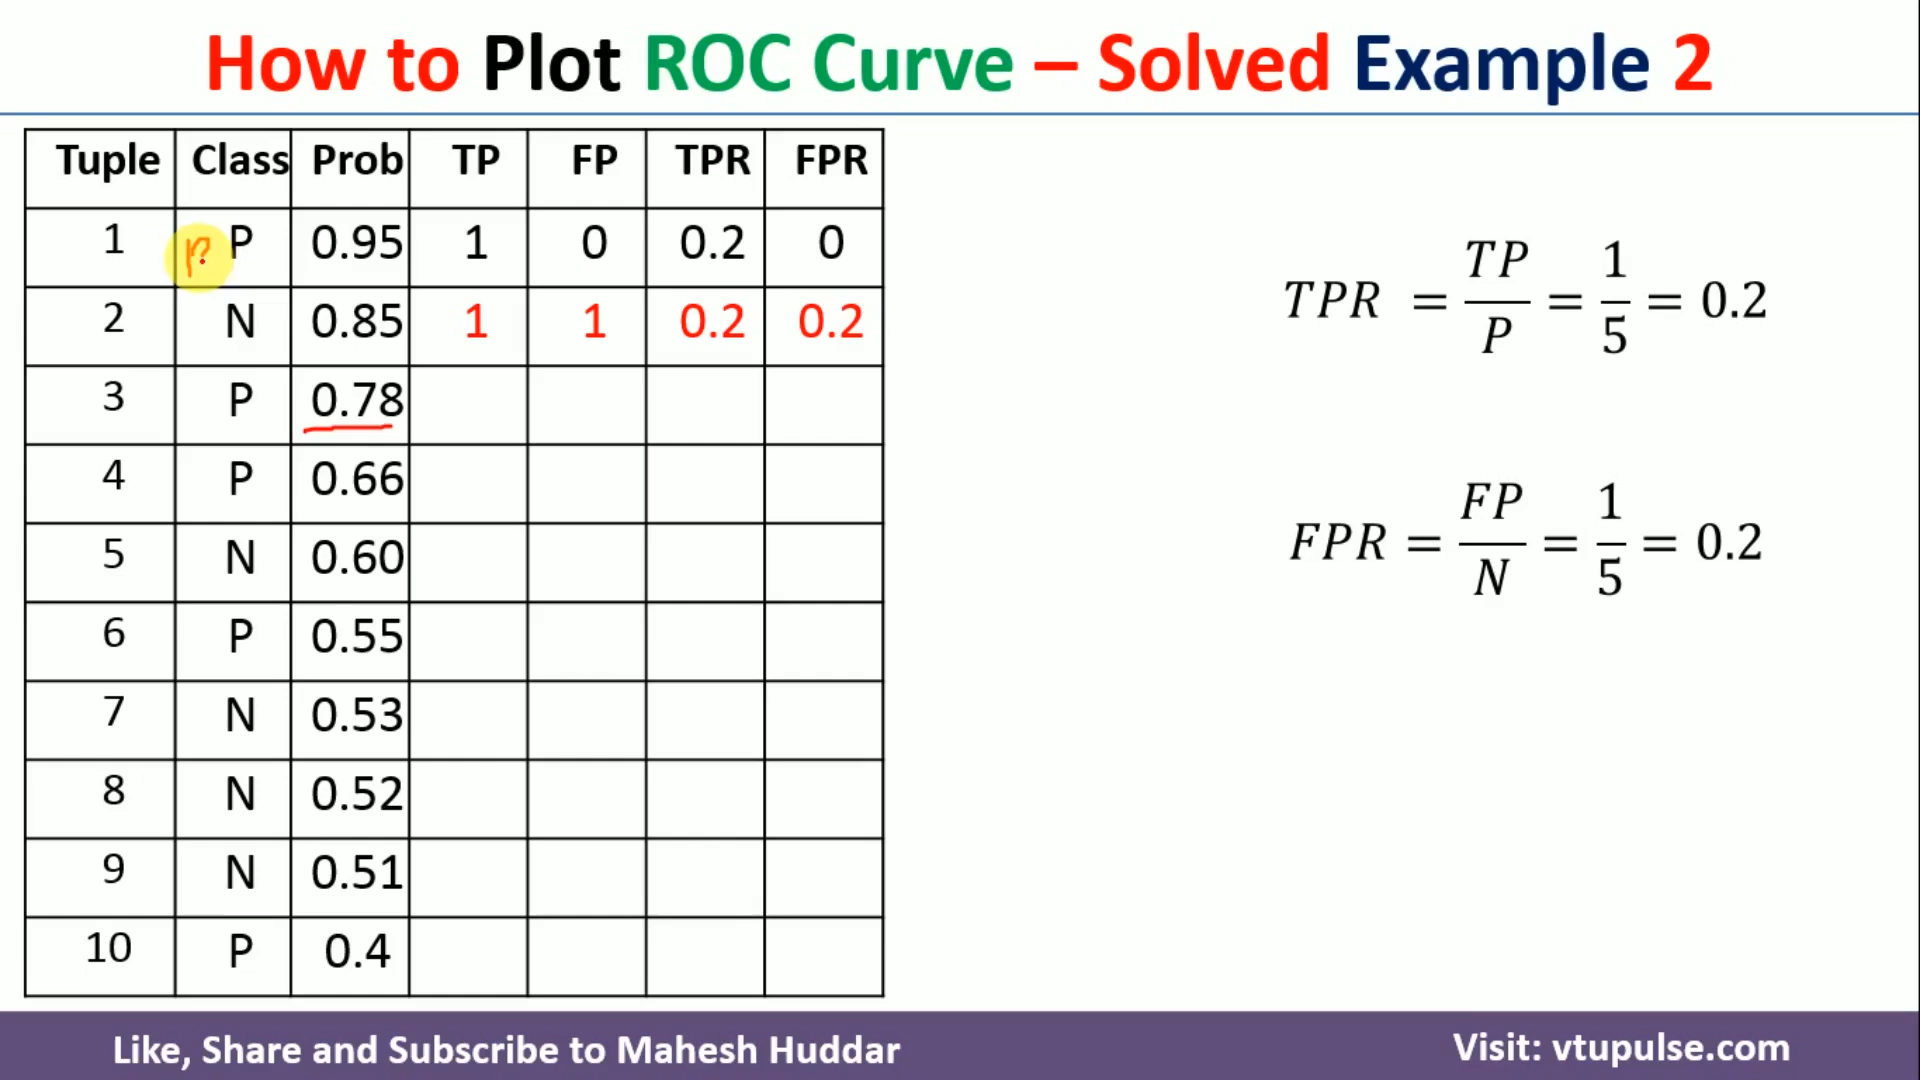 How to Plot ROC Curve – Solved Example 2
Tuple Class Prob TP FP TPR FPR
1 P P 0.95 1 0 0.2 0
2 N 0.85 1 1 0.2 0.2
3 P 0.78
4 P 0.66
5 N 0.60
6 P 0.55
7 N 0.53
8 N 0.52
9 N 0.51
10 P 0.4
TPR = TP/P = 1/5 = 0.2
FPR = FP/N = 1/5 = 0.2
Like, Share and Subscribe to Mahesh Huddar
Visit: vtupulse.com